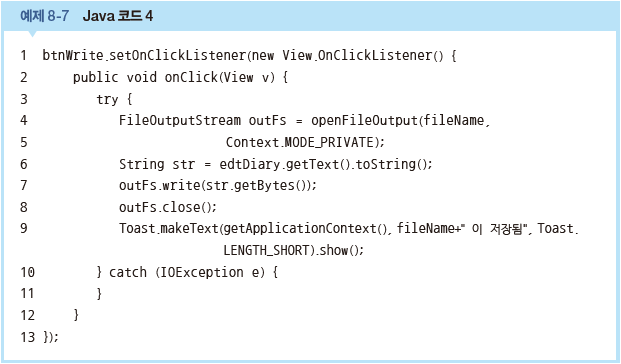 예제 8-7 Java 코드 4
1 btnWrite.setOnClickListener(new View.OnClickListener() {
2 public void onClick(View v) {
3 try {
4 FileOutputStream outFs = openFileOutput(fileName,
5 Context.MODE_PRIVATE);
6 String str = edtDiary.getText().toString();
7 outFs.write(str.getBytes());
8 outFs.close();
9 Toast.makeText(getApplicationContext(), fileName+" 이 저장됨", Toast.
LENGTH_SHORT).show();
10 } catch (IOException e) {
11 }
12 }
13 });